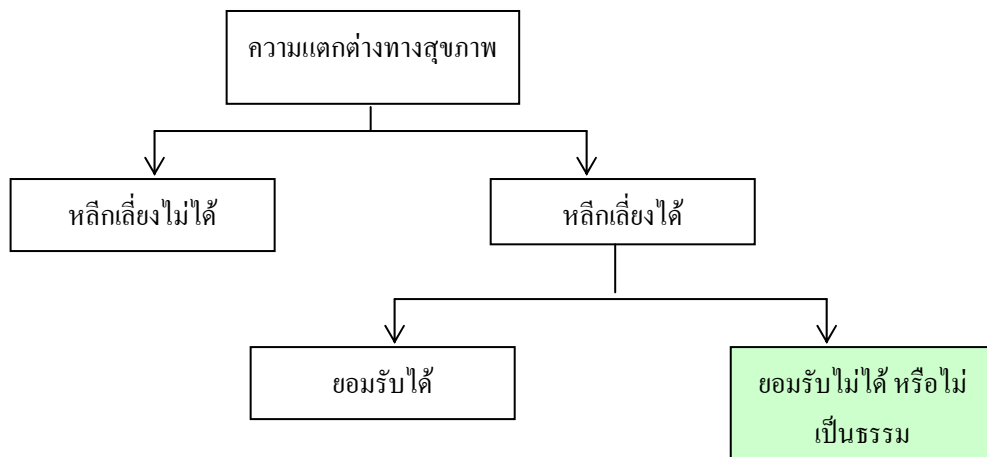 ความแตกต่างทางสุขภาพ
หลีกเลี่ยงไม่ได้
หลีกเลี่ยงได้
ยอมรับได้
ยอมรับไม่ได้ หรือไม่
เป็นธรรม